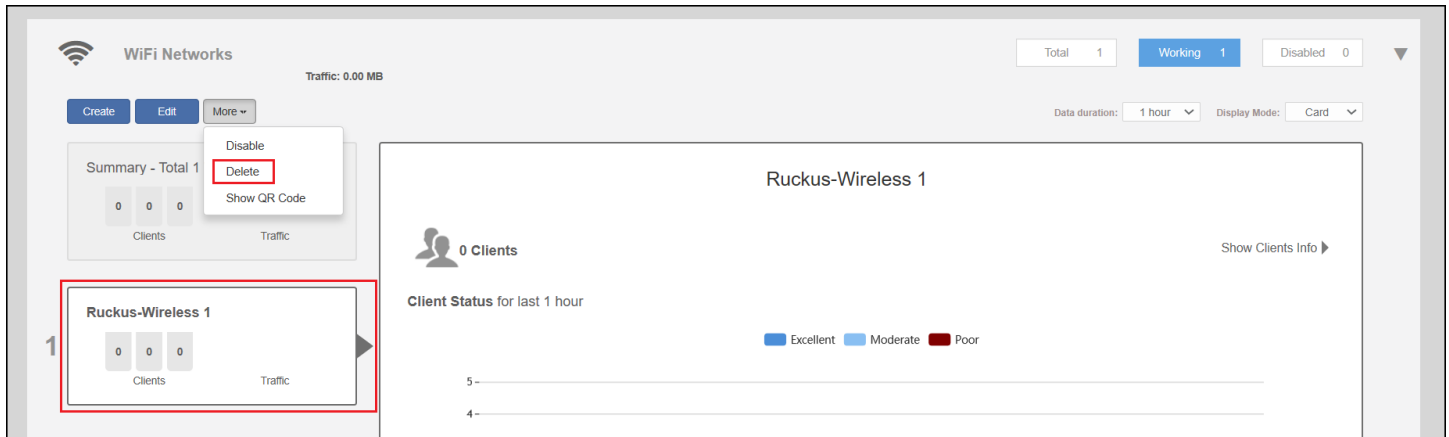 WiFi Networks
Total 1
Working 1
Disabled 0
Traffic: 0.00 MB
Create
Edit
More
Data duration:
1 hour
Display Mode:
Card
Disable
Delete
Show QR Code
Summary - Total 1
0 0 0
Clients
Traffic
1
Ruckus-Wireless 1
0 0 0
Clients
Traffic
Ruckus-Wireless 1
0 Clients
Show Clients Info
Client Status for last 1 hour
Excellent
Moderate
Poor
5
4